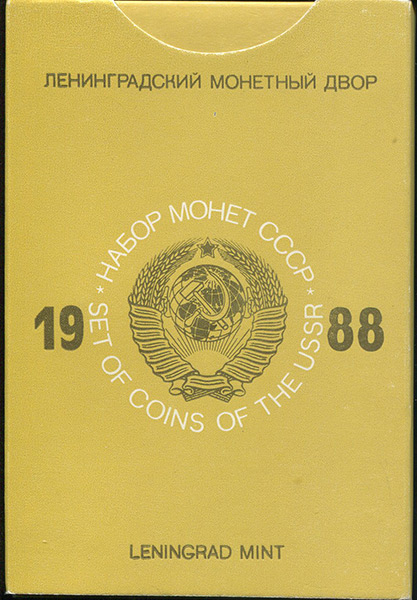 ЛЕНИНГРАДСКИЙ МОНЕТНЫЙ ДВОР
* НАБОР МОНЕТ СССР *
19 88
SET OF COINS OF THE USSR
LENINGRAD MINT